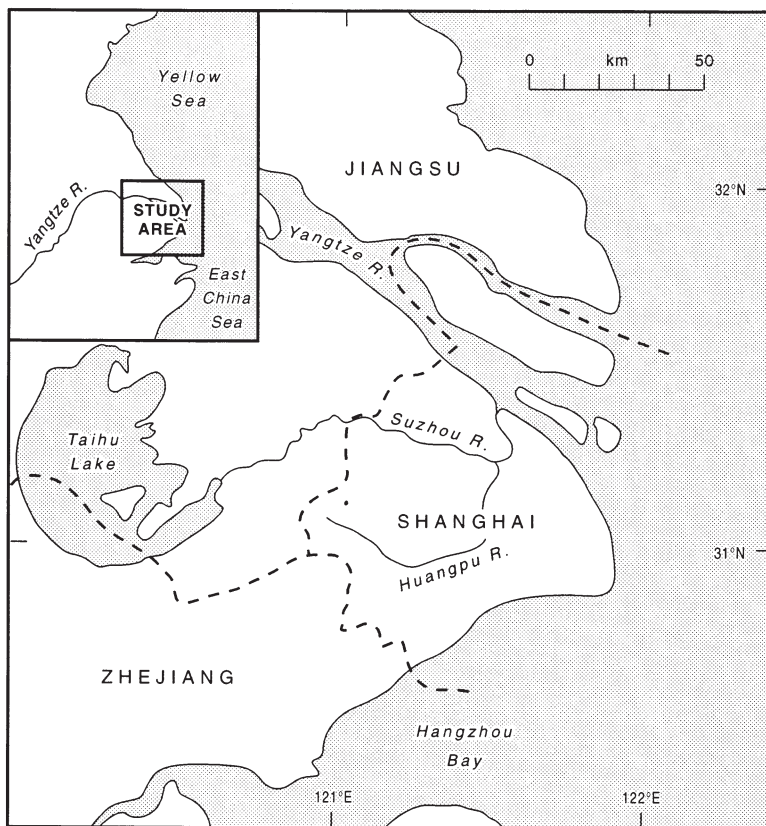 Yellow
Sea
Yangtze R.
STUDY
AREA
East
China
Sea
0 km 50
JIANGSU
32°N
Yangtze R.
Taihu
Lake
Suzhou R.
SHANGHAI
31°N
Huangpu R.
ZHEJIANG
Hangzhou
Bay
121°E
122°E